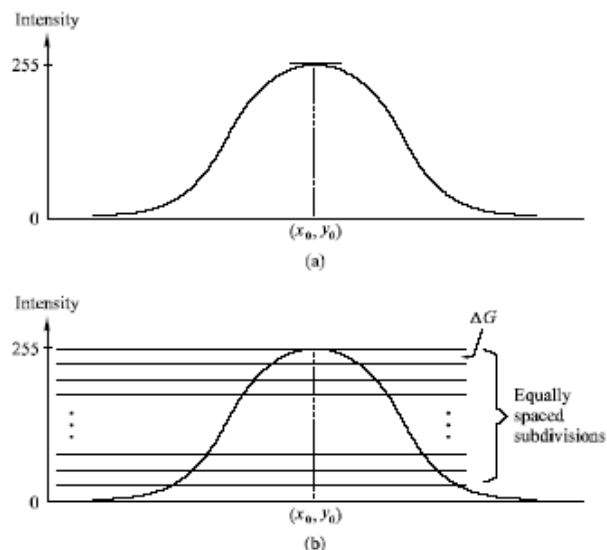 Intensity
255
0
(x₀, y₀)
(a)
Intensity
ΔG
255
Equally
spaced
subdivisions
0
(x₀, y₀)
(b)